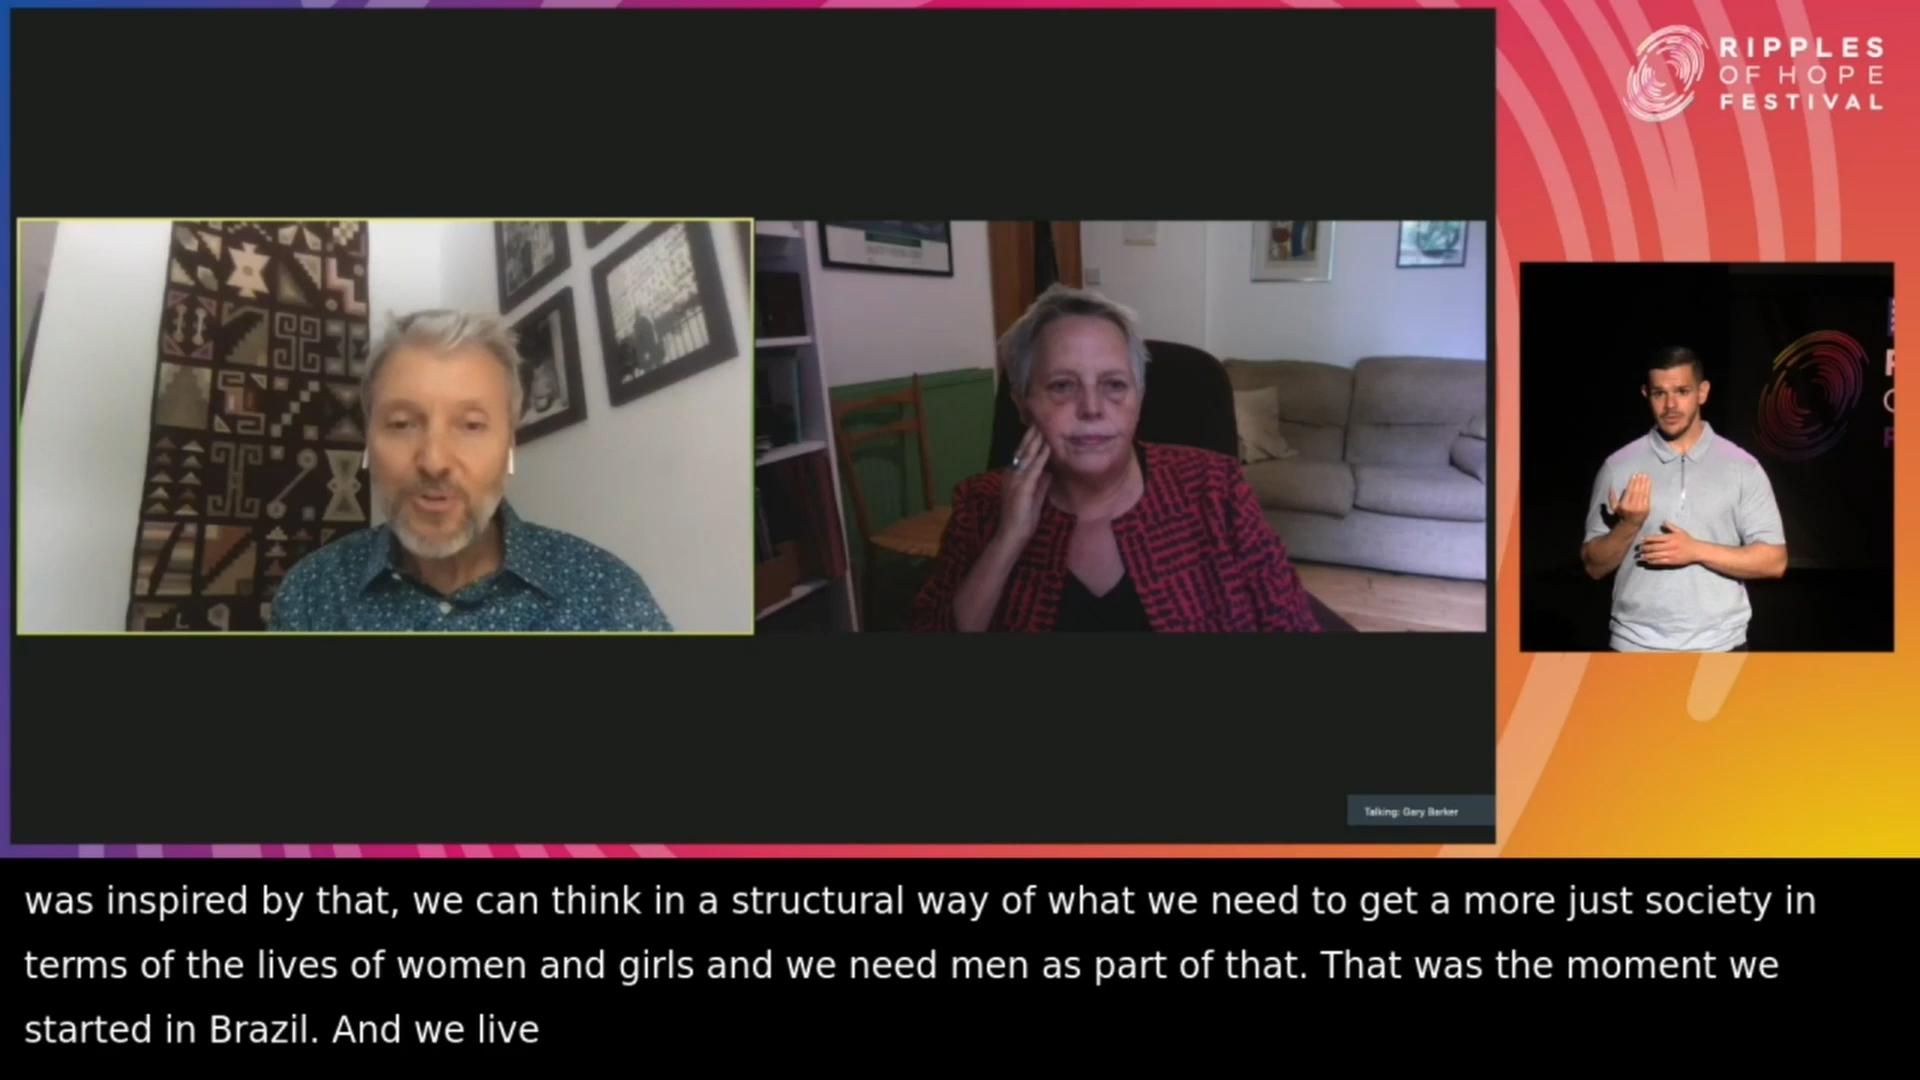 RIPPLES
OF HOPE
FESTIVAL
Talking: Gary Barker
was inspired by that, we can think in a structural way of what we need to get a more just society in
terms of the lives of women and girls and we need men as part of that. That was the moment we
started in Brazil. And we live